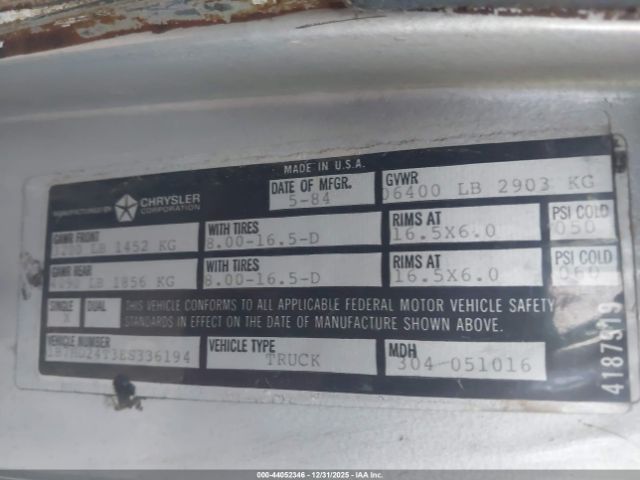 MADE IN U.S.A.
MANUFACTURED BY CHRYSLER CORPORATION
DATE OF MFGR. 5-84
GVWR 06400 LB 2903 KG
GAWR FRONT 3200 LB 1452 KG
WITH TIRES 8.00-16.5-D
RIMS AT 16.5X6.0
PSI COLD 050
GAWR REAR LB 1856 KG
WITH TIRES 8.00-16.5-D
RIMS AT 16.5X6.0
PSI COLD 060
SINGLE X DUAL
THIS VEHICLE CONFORMS TO ALL APPLICABLE FEDERAL MOTOR VEHICLE SAFETY
STANDARDS IN EFFECT ON THE DATE OF MANUFACTURE SHOWN ABOVE.
VEHICLE NUMBER 1B7HD24T3ES336194
VEHICLE TYPE TRUCK
MDH 304 051016
4187519
000-44052346 - 12/31/2025 - IAA Inc.